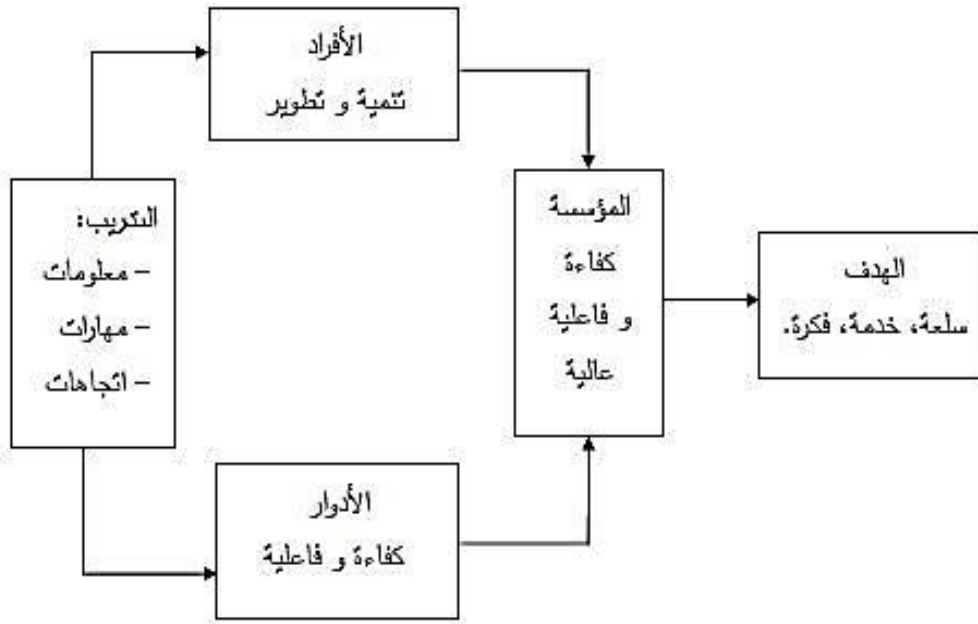 الأفراد
تنمية و تطوير
التدريب:
- معلومات
- مهارات
- اتجاهات
المؤسسة
كفاءة
و فاعلية
عالية
الهدف
سلعة، خدمة، فكرة.
الأدوار
كفاءة و فاعلية